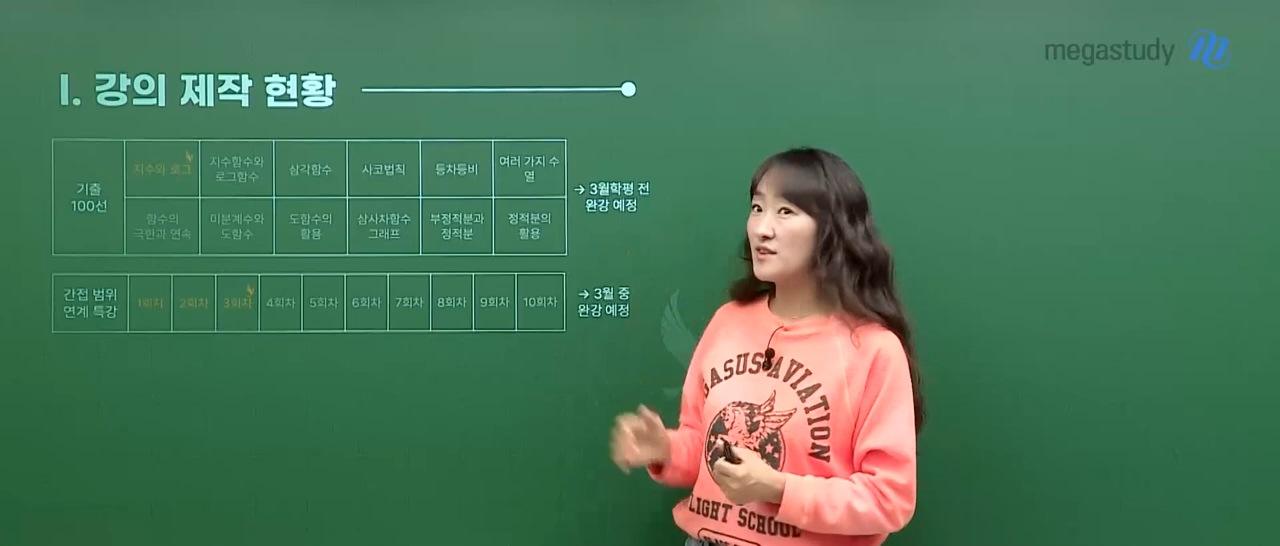 megastudy
Ⅰ. 강의 제작 현황
기출
100선
지수와 로그
지수함수와
로그함수
삼각함수
사코법칙
등차등비
여러 가지 수
열
함수의
극한과 연속
미분계수와
도함수
도함수의
활용
삼사차함수
그래프
부정적분과
정적분
정적분의
활용
→ 3월학평 전
완강 예정
간접 범위
연계 특강
1회차
2회차
3회차
4회차
5회차
6회차
7회차
8회차
9회차
10회차
→ 3월 중
완강 예정
GASUS AVIATION
LIGHT SCHOOL